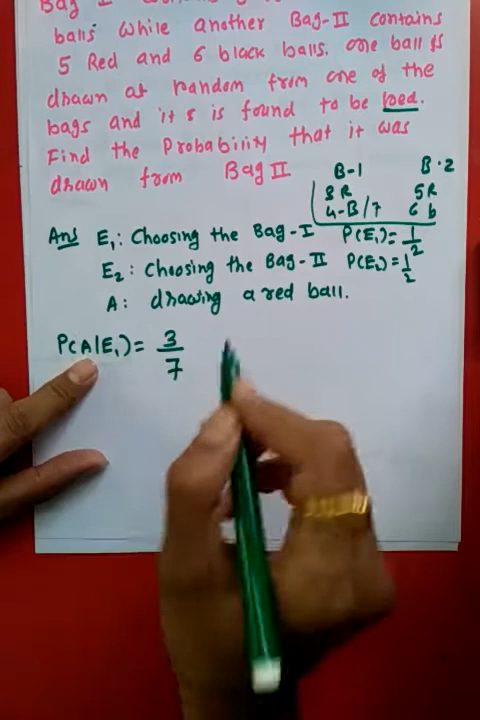 Bag
balls while another Bag-II contains
5 Red and 6 black balls. one ball is
drawn at random from one of the
bags and it s is found to be red.
Find the Probability that it was
drawn from Bag II
B-1 B.2
3R 5R
4-B/7 6 b
Ans E₁: Choosing the Bag-I P(E₁)=1/2
E₂: Choosing the Bag-II P(E₂)=1/2
A: drawing a red ball.
P(A|E₁)= 3/7